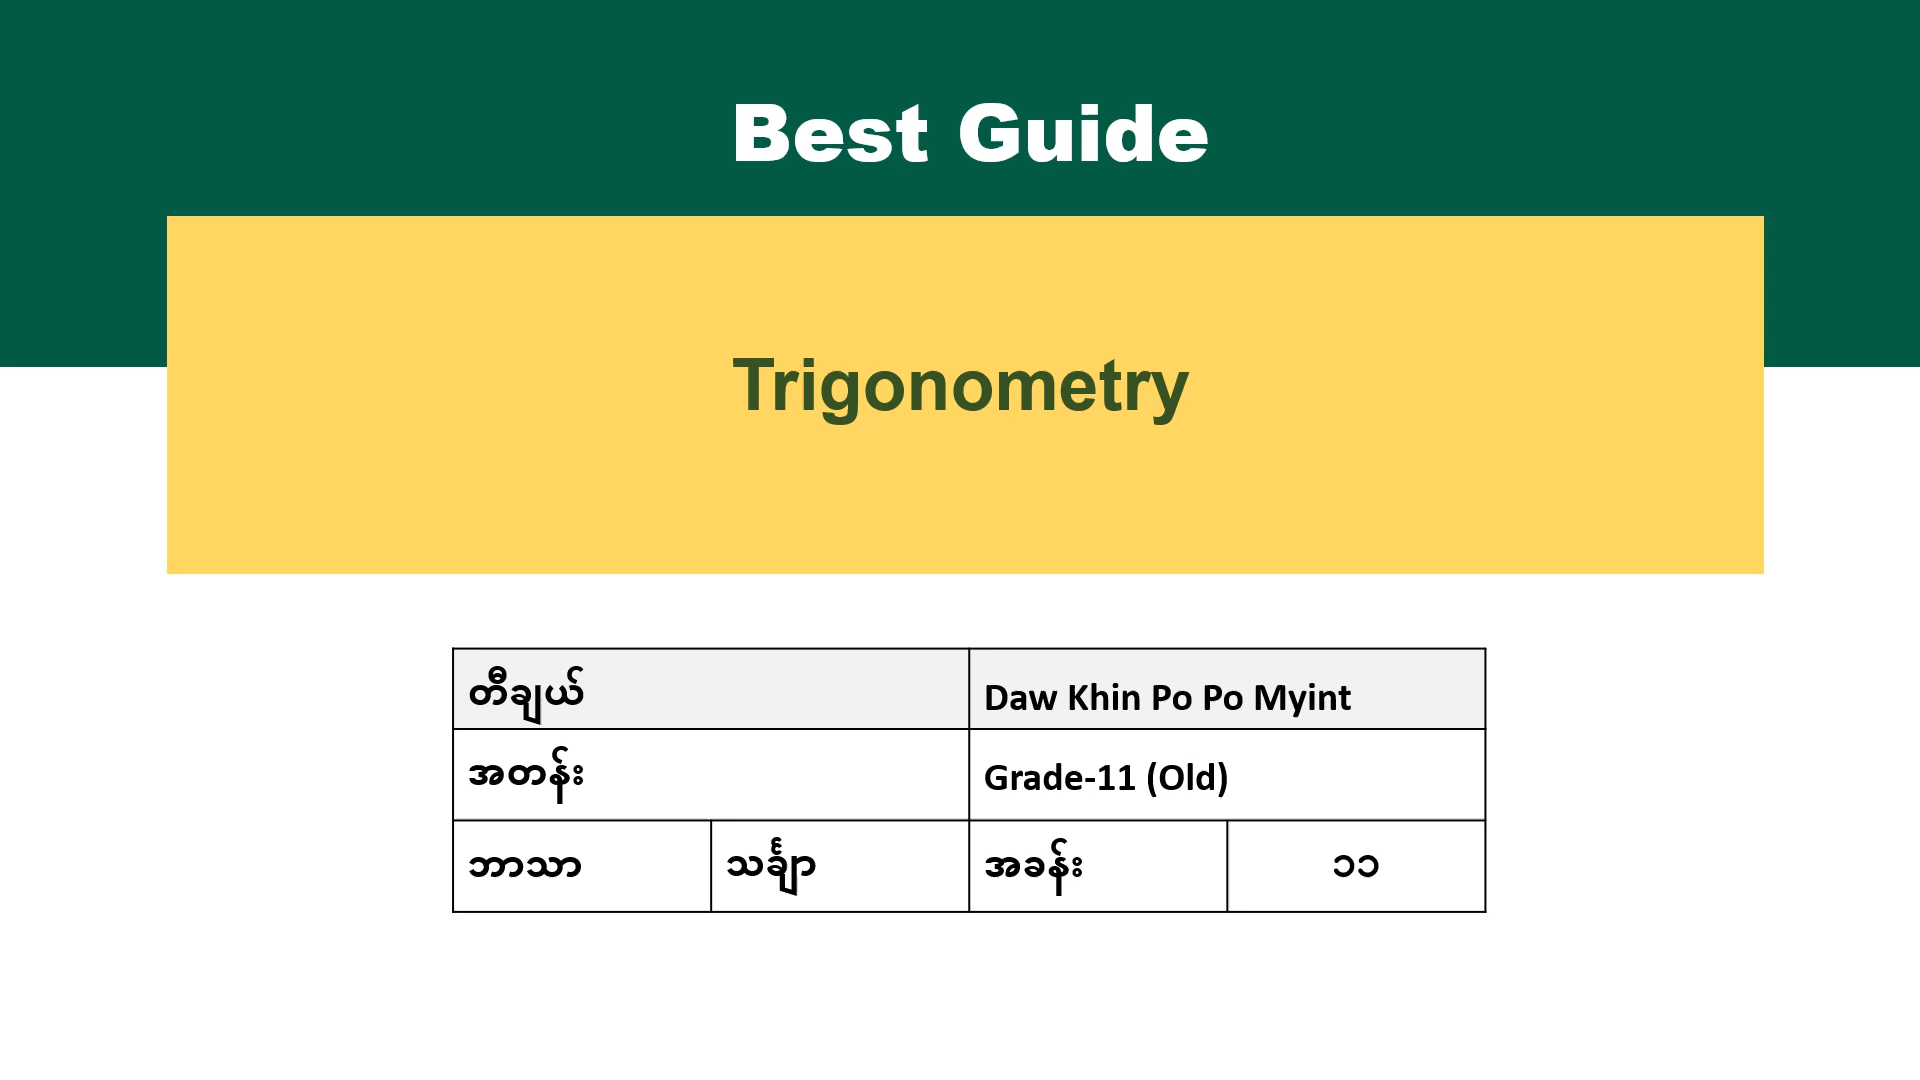 Best Guide
Trigonometry
တီချယ် Daw Khin Po Po Myint
အတန်း Grade-11 (Old)
ဘာသာ သင်္ချာ အခန်း ၁၁